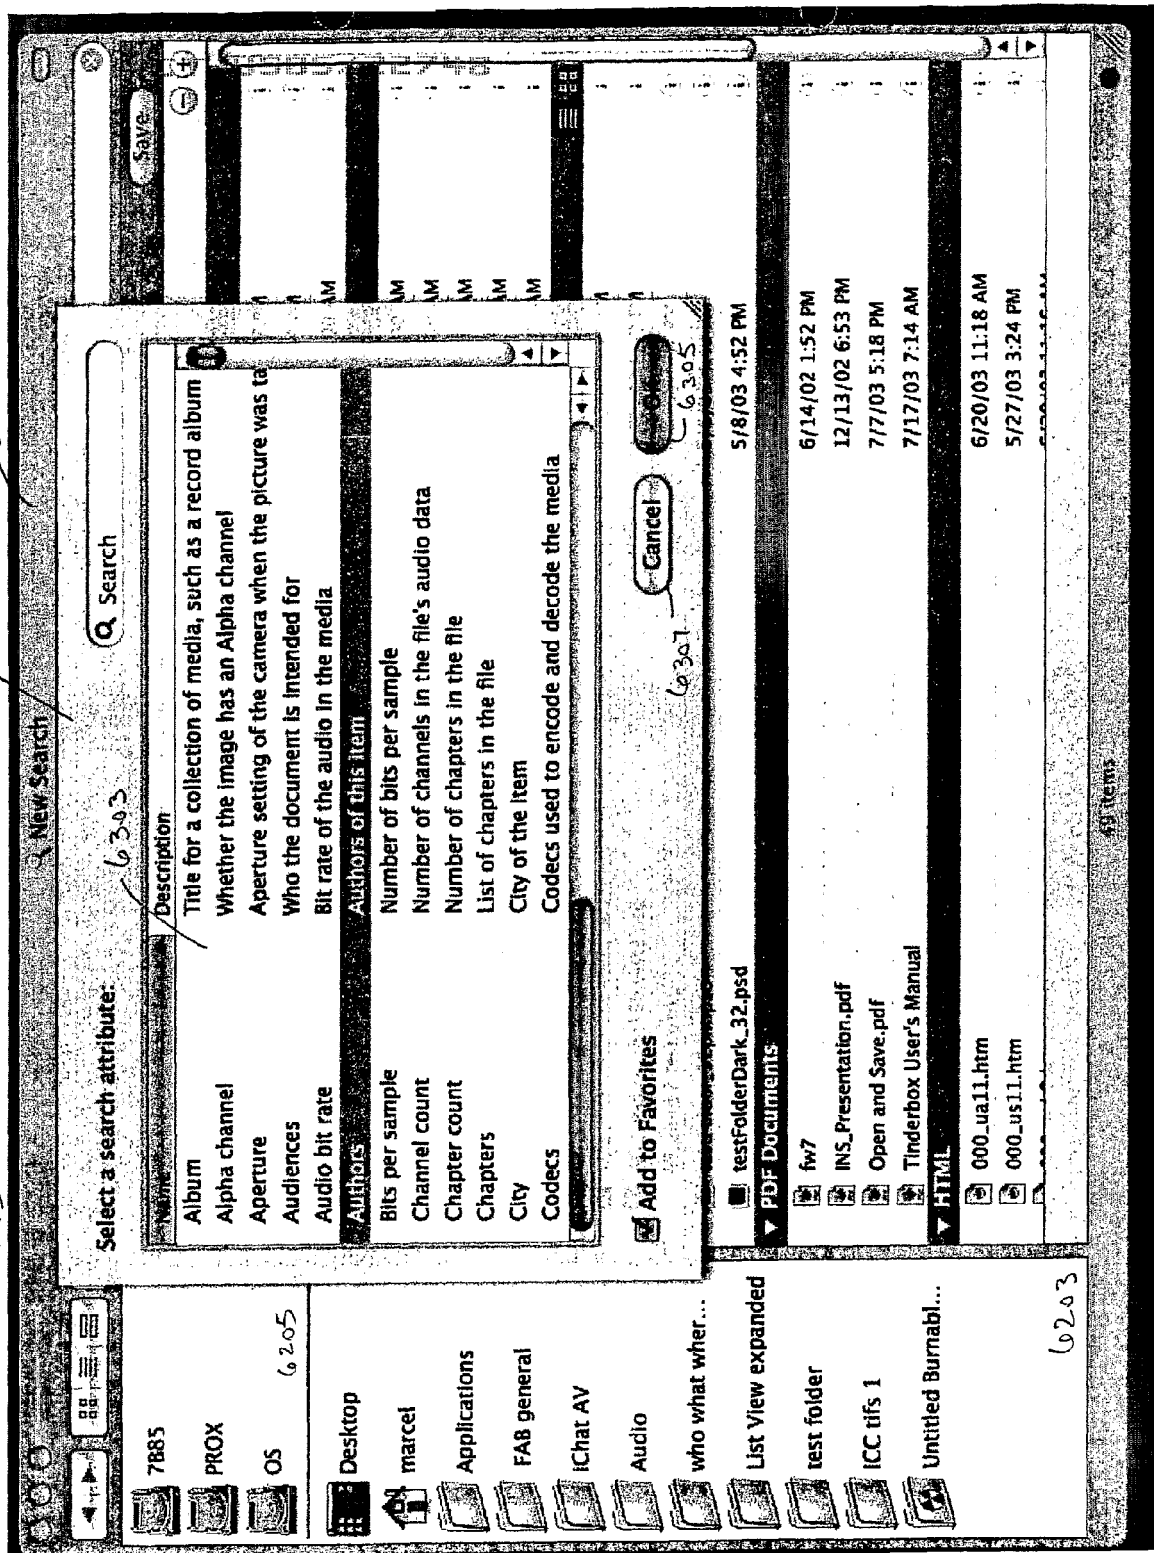 New Search
Save
7B85
PROX
OS
6205
Desktop
marcel
Applications
FAB general
iChat AV
Audio
who what wher...
List View expanded
test folder
ICC tifs 1
Untitled Burnabl...
6203
Select a search attribute:
6303
Search
Name Description
Album Title for a collection of media, such as a record album
Alpha channel Whether the image has an Alpha channel
Aperture Aperture setting of the camera when the picture was ta
Audiences Who the document is intended for
Audio bit rate Bit rate of the audio in the media
Authors Authors of this item
Bits per sample Number of bits per sample
Channel count Number of channels in the file's audio data
Chapter count Number of chapters in the file
Chapters List of chapters in the file
City City of the item
Codecs Codecs used to encode and decode the media
Add to Favorites
Cancel
OK
6307
6305
AM
AM
AM
AM
AM
AM
testFolderDark_32.psd 5/8/03 4:52 PM
PDF Documents
fw7 6/14/02 1:52 PM
INS_Presentation.pdf 12/13/02 6:53 PM
Open and Save.pdf 7/7/03 5:18 PM
Tinderbox User's Manual 7/17/03 7:14 AM
HTML
000_ua11.htm 6/20/03 11:18 AM
000_us11.htm 5/27/03 3:24 PM
49 items